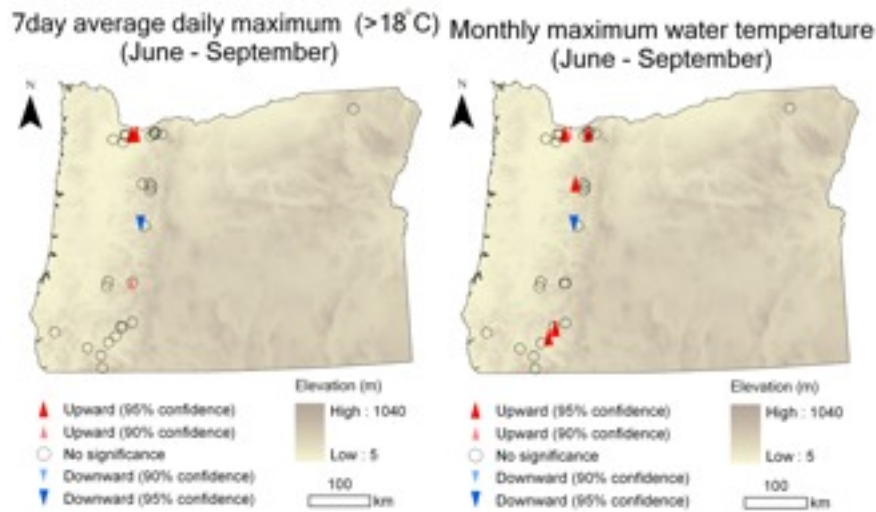 7day average daily maximum (>18°C)
(June - September)
N
Upward (95% confidence)
Upward (90% confidence)
No significance
Downward (90% confidence)
Downward (95% confidence)
Elevation (m)
High : 1040
Low : 5
100
km
Monthly maximum water temperature
(June - September)
N
Upward (95% confidence)
Upward (90% confidence)
No significance
Downward (90% confidence)
Downward (95% confidence)
Elevation (m)
High : 1040
Low : 5
100
km